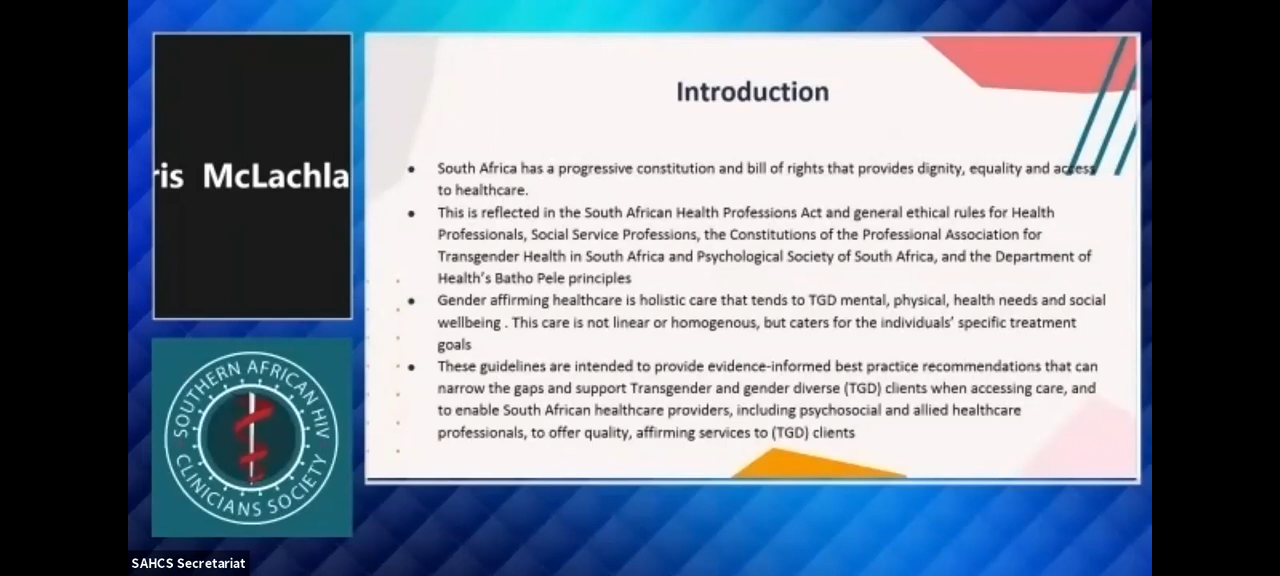 ris McLachla
SOUTHERN AFRICAN HIV
CLINICIANS SOCIETY
SAHCS Secretariat
Introduction
South Africa has a progressive constitution and bill of rights that provides dignity, equality and access
to healthcare.
This is reflected in the South African Health Professions Act and general ethical rules for Health
Professionals, Social Service Professions, the Constitutions of the Professional Association for
Transgender Health in South Africa and Psychological Society of South Africa, and the Department of
Health's Batho Pele principles
Gender affirming healthcare is holistic care that tends to TGD mental, physical, health needs and social
wellbeing . This care is not linear or homogenous, but caters for the individuals' specific treatment
goals
These guidelines are intended to provide evidence-informed best practice recommendations that can
narrow the gaps and support Transgender and gender diverse (TGD) clients when accessing care, and
to enable South African healthcare providers, including psychosocial and allied healthcare
professionals, to offer quality, affirming services to (TGD) clients